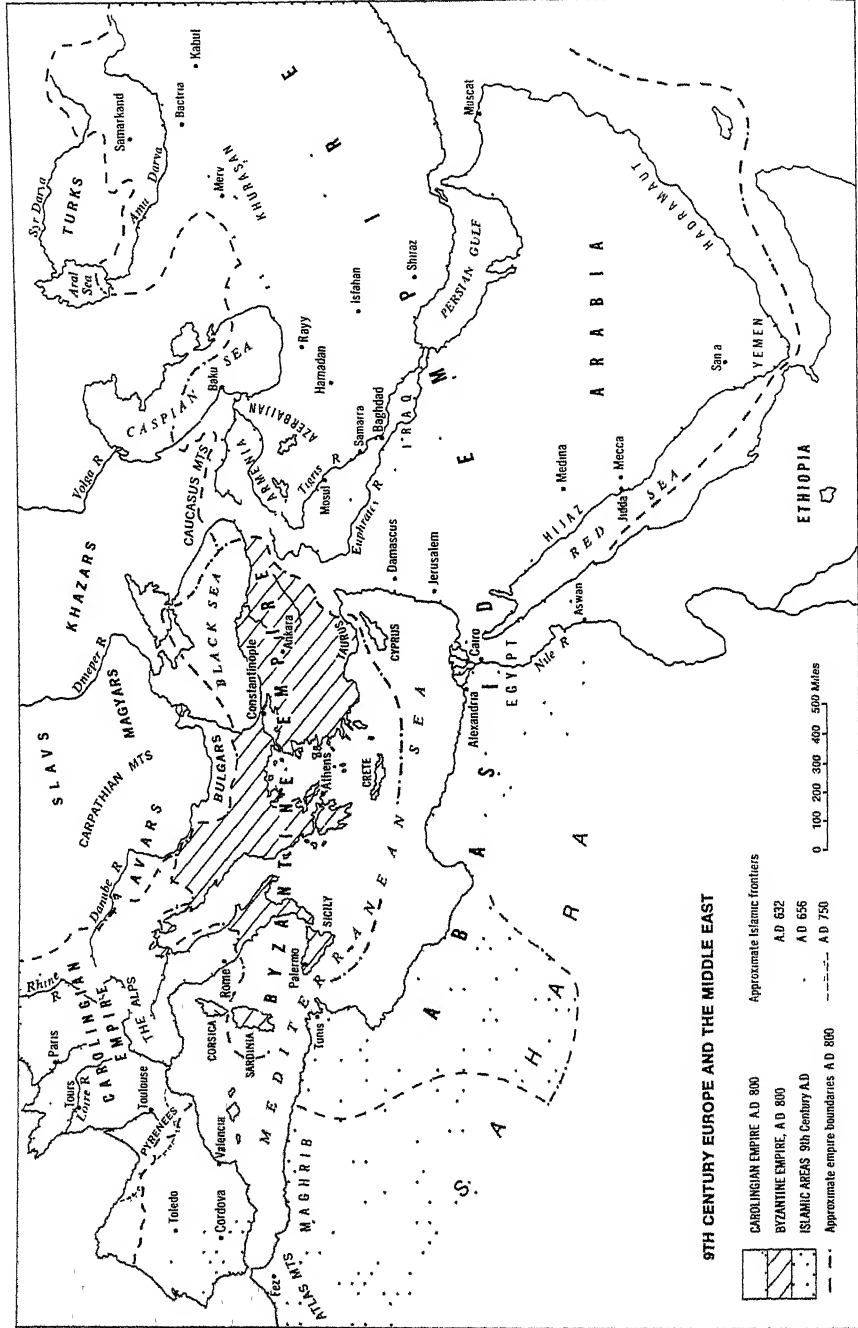 9TH CENTURY EUROPE AND THE MIDDLE EAST
CAROLINGIAN EMPIRE A.D 800
BYZANTINE EMPIRE, A D 800
ISLAMIC AREAS 9th Century A.D
Approximate empire boundaries A D 800
Approximate Islamic frontiers
A.D 632
A D 656
A D 750
0 100 200 300 400 500 Miles
SLAVS
KHAZARS
MAGYARS
CARPATHIAN MTS
AVARS
BULGARS
TURKS
Syr Darva
Amu Darva
Aral Sea
Samarkand
Bactria
Kabul
Merv
KHURASAN
Volga R
CASPIAN SEA
Baku
CAUCASUS MTS
ARMENIA
AZERBAIJAN
Rayy
Hamadan
Isfahan
Shiraz
PERSIAN GULF
Muscat
HADRAMAUT
ARABIA
YEMEN
San a
Dneper R
BLACK SEA
Constantinople
Ankara
TAURUS
CYPRUS
Tigris R
Mosul
Samarra
Baghdad
IRAQ
Euphrates R
Damascus
Jerusalem
Medina
Mecca
Judda
HIJAZ
RED SEA
ETHIOPIA
Aswan
Nile R
Cairo
EGYPT
Alexandria
Danube R
Rhine R
Paris
Tours
Loire R
CAROLINGIAN EMPIRE
THE ALPS
Toulouse
PYRENEES
Valencia
Toledo
Cordova
Fez
ATLAS MTS
MAGHRIB
Tunis
CORSICA
SARDINIA
Rome
Palermo
SICILY
Athens
CRETE
BYZANTINE EMPIRE
MEDITERRANEAN SEA
SAHARA
ABASID EMPIRE